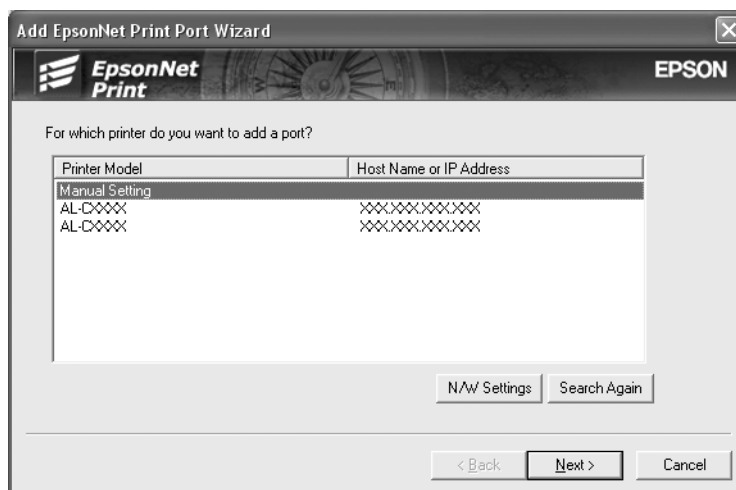 Add EpsonNet Print Port Wizard
EpsonNet
Print
EPSON
For which printer do you want to add a port?
Printer Model Host Name or IP Address
Manual Setting
AL-CXXXX XXX.XXX.XXX.XXX
AL-CXXXX XXX.XXX.XXX.XXX
N/W Settings Search Again
< Back Next > Cancel